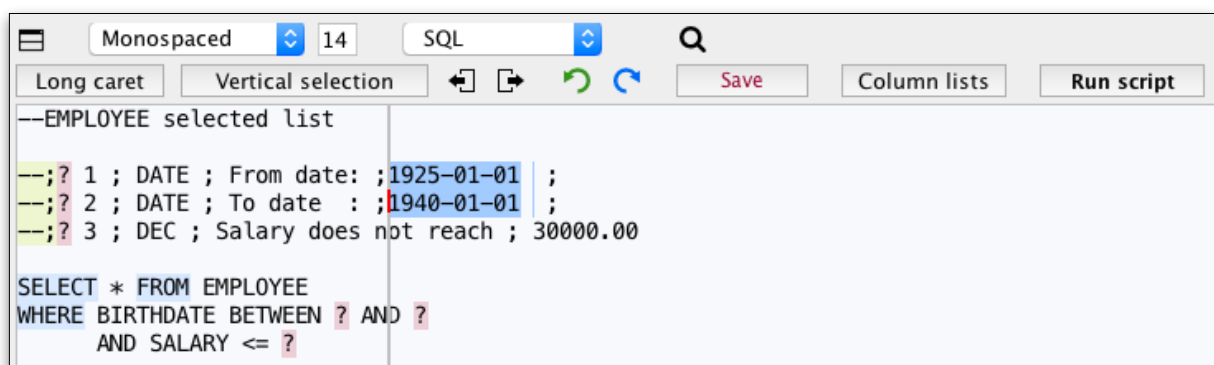 Monospaced 14 SQL
Long caret Vertical selection Save Column lists Run script
--EMPLOYEE selected list
--;? 1 ; DATE ; From date: ;1925-01-01 ;
--;? 2 ; DATE ; To date  : ;1940-01-01 ;
--;? 3 ; DEC ; Salary does not reach ; 30000.00
SELECT * FROM EMPLOYEE
WHERE BIRTHDATE BETWEEN ? AND ?
      AND SALARY <= ?